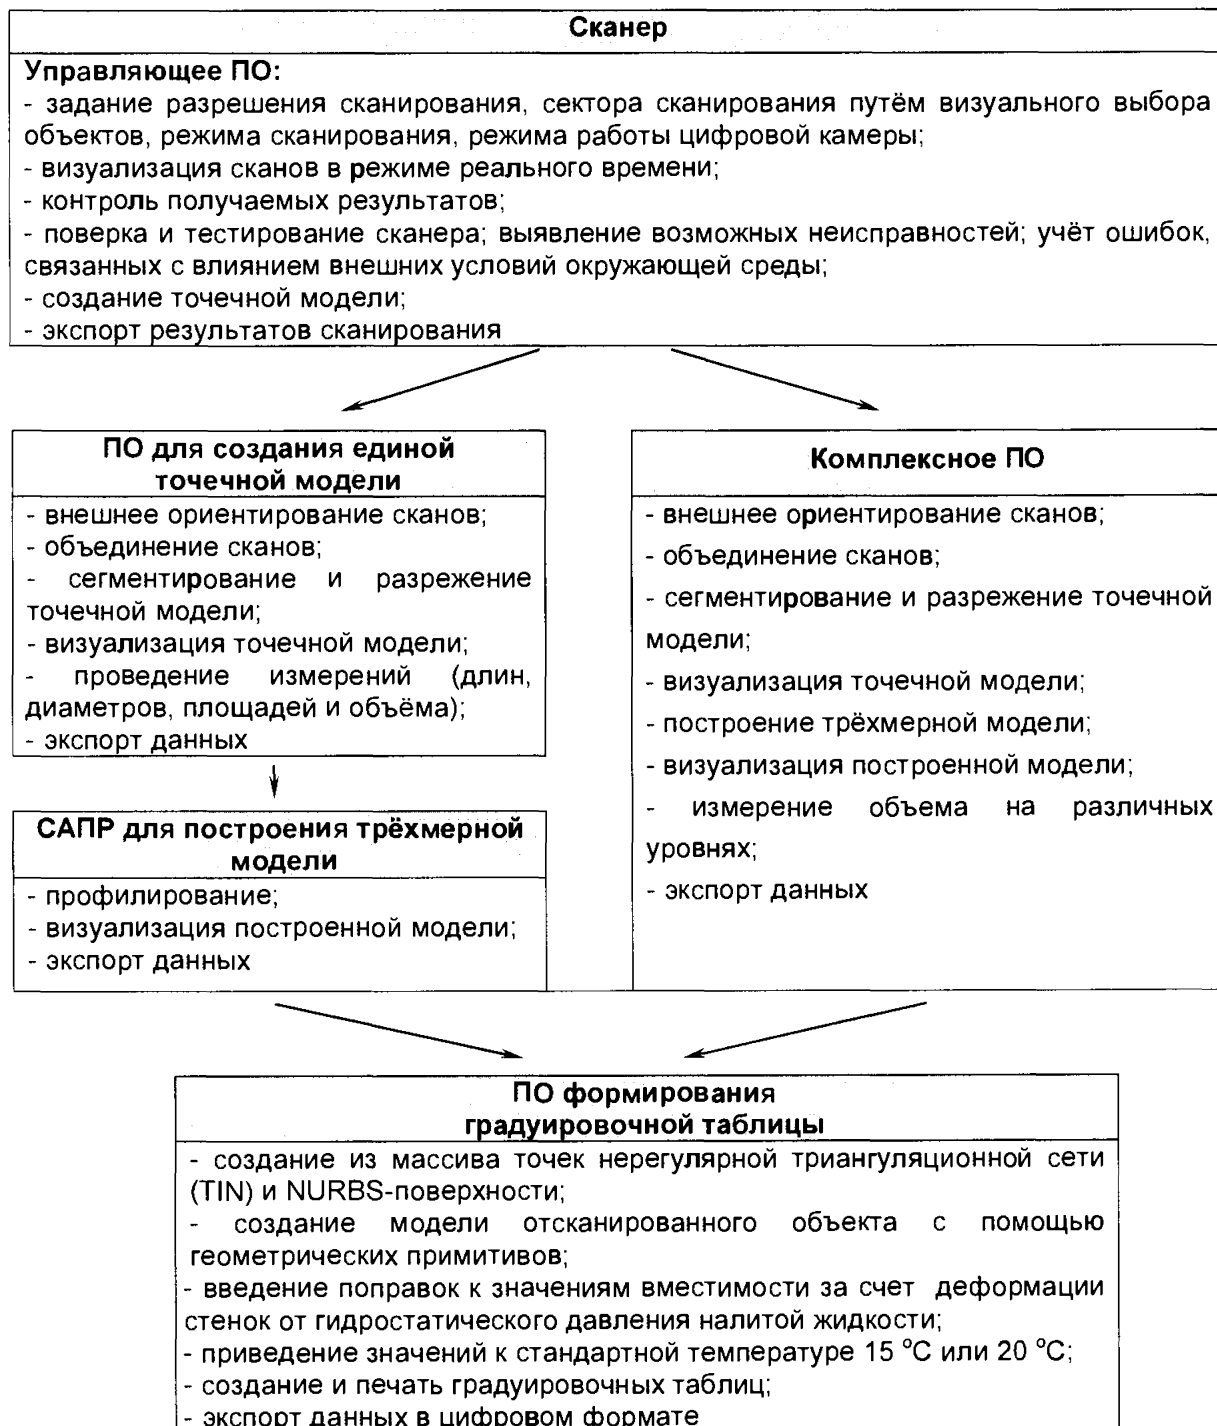 Сканер
Управляющее ПО:
- задание разрешения сканирования, сектора сканирования путём визуального выбора
объектов, режима сканирования, режима работы цифровой камеры;
- визуализация сканов в режиме реального времени;
- контроль получаемых результатов;
- поверка и тестирование сканера; выявление возможных неисправностей; учёт ошибок,
связанных с влиянием внешних условий окружающей среды;
- создание точечной модели;
- экспорт результатов сканирования
ПО для создания единой
точечной модели
- внешнее ориентирование сканов;
- объединение сканов;
- сегментирование и разрежение
точечной модели;
- визуализация точечной модели;
- проведение измерений (длин,
диаметров, площадей и объёма);
- экспорт данных
САПР для построения трёхмерной
модели
- профилирование;
- визуализация построенной модели;
- экспорт данных
Комплексное ПО
- внешнее ориентирование сканов;
- объединение сканов;
- сегментирование и разрежение точечной
модели;
- визуализация точечной модели;
- построение трёхмерной модели;
- визуализация построенной модели;
- измерение объема на различных
уровнях;
- экспорт данных
ПО формирования
градуировочной таблицы
- создание из массива точек нерегулярной триангуляционной сети
(TIN) и NURBS-поверхности;
- создание модели отсканированного объекта с помощью
геометрических примитивов;
- введение поправок к значениям вместимости за счет деформации
стенок от гидростатического давления налитой жидкости;
- приведение значений к стандартной температуре 15 °С или 20 °С;
- создание и печать градуировочных таблиц;
- экспорт данных в цифровом формате